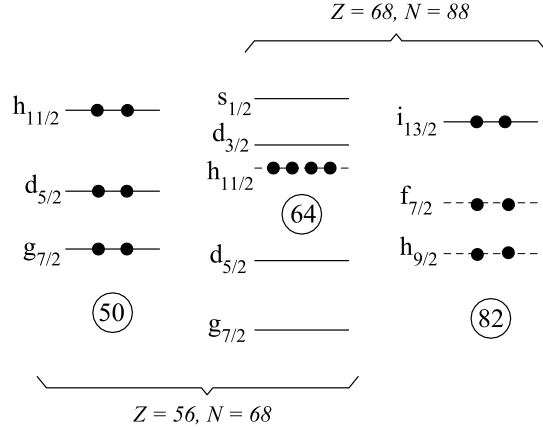 Z = 68, N = 88
h11/2
d5/2
g7/2
50
s1/2
d3/2
h11/2
64
d5/2
g7/2
i13/2
f7/2
h9/2
82
Z = 56, N = 68